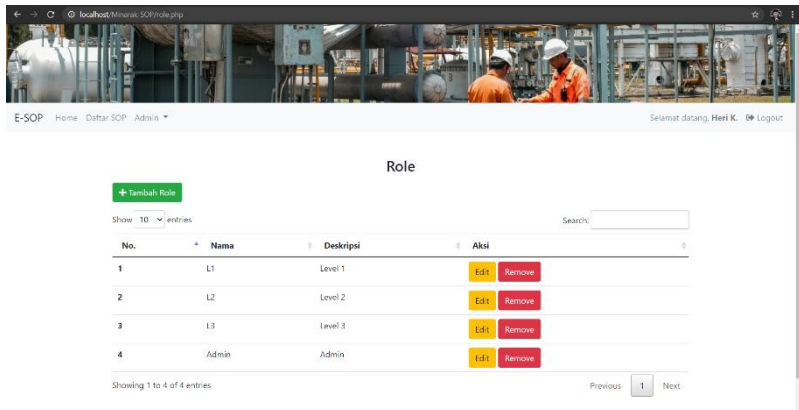 localhost/Minarak-SOP/role.php
E-SOP Home Daftar SOP Admin Selamat datang, Heri K. Logout
Role
+ Tambah Role
Show 10 entries Search:
No. Nama Deskripsi Aksi
1 L1 Level 1 Edit Remove
2 L2 Level 2 Edit Remove
3 L3 Level 3 Edit Remove
4 Admin Admin Edit Remove
Showing 1 to 4 of 4 entries Previous 1 Next